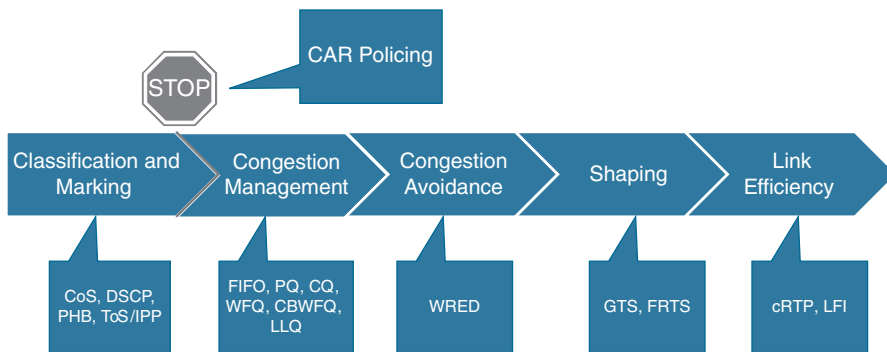 CAR Policing
STOP
Classification and
Marking
Congestion
Management
Congestion
Avoidance
Shaping
Link
Efficiency
CoS, DSCP,
PHB, ToS/IPP
FIFO, PQ, CQ,
WFQ, CBWFQ,
LLQ
WRED
GTS, FRTS
cRTP, LFI